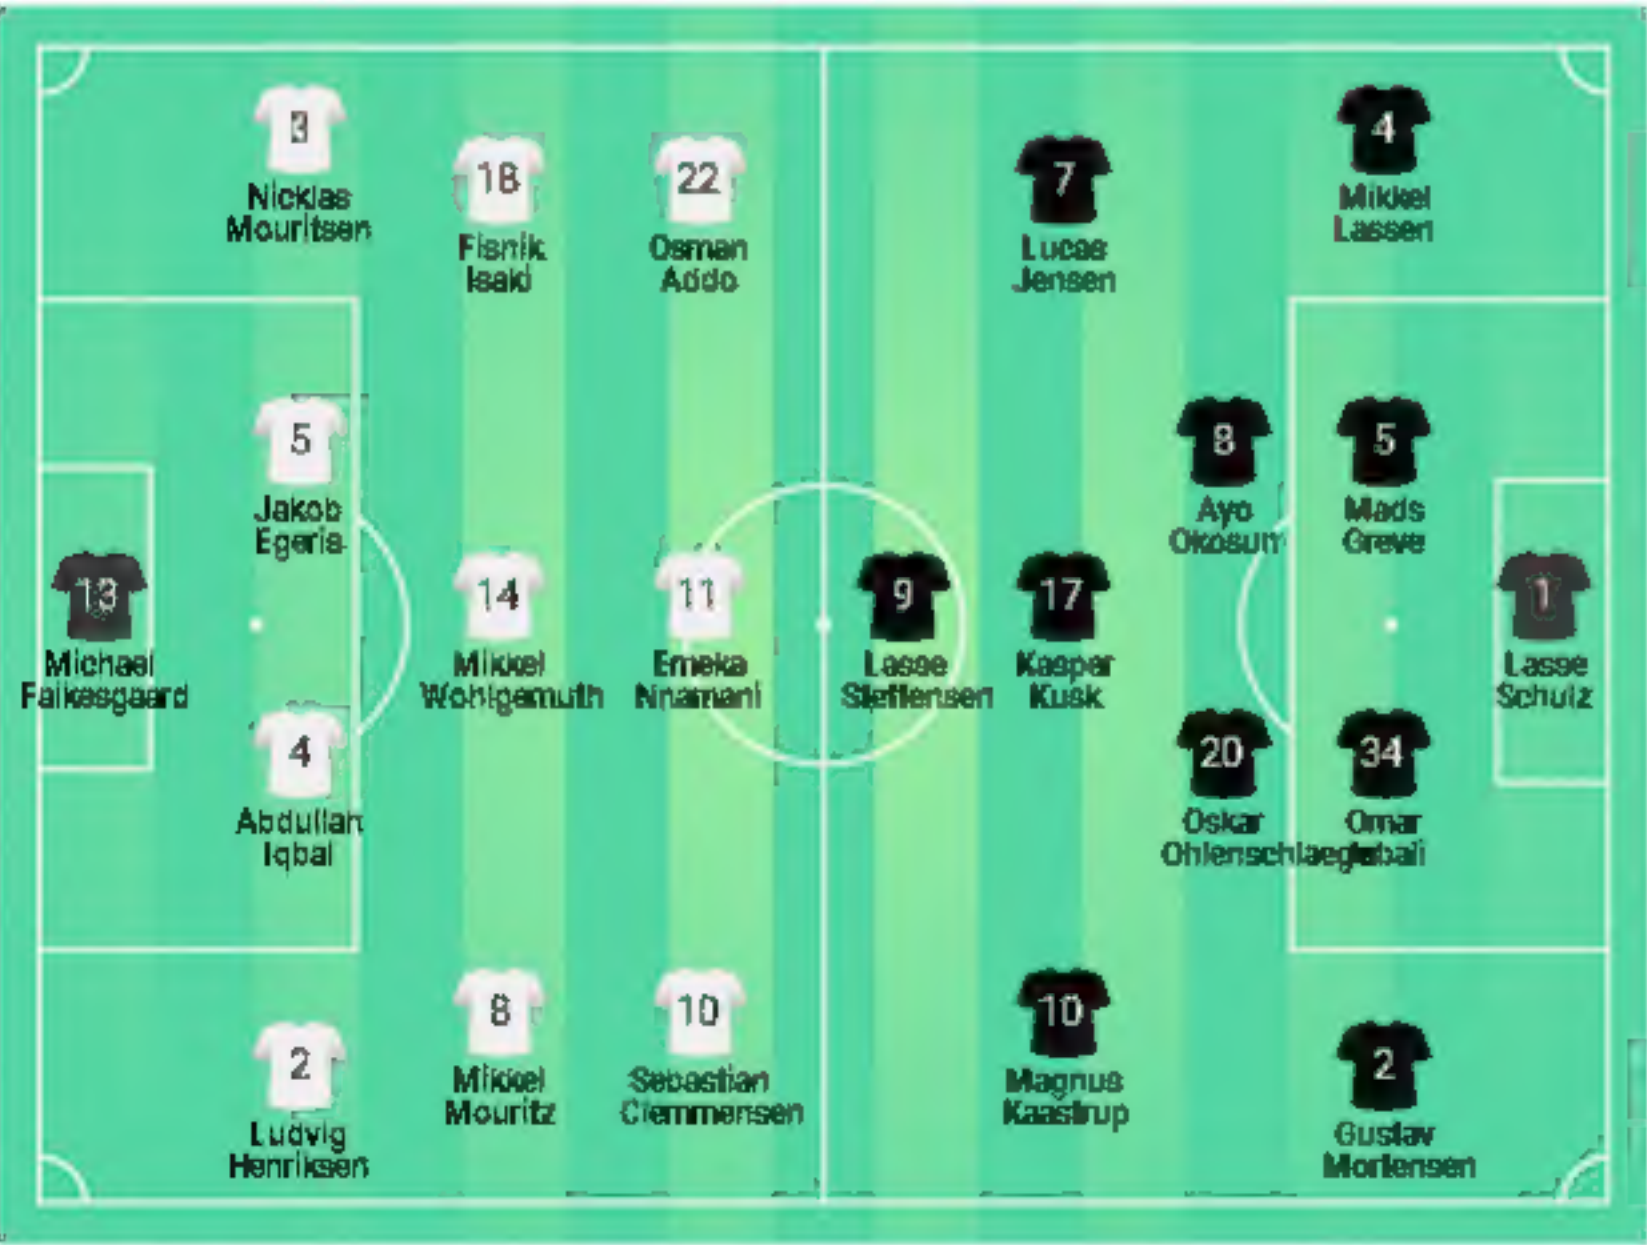 3
Nicklas
Mouritsen
18
Fisnik
Isaki
22
Osman
Addo
7
Lucas
Jensen
4
Mikkel
Lassen
5
Jakob
Egeris
8
Ayo
Okosun
5
Mads
Greve
13
Michael
Falkesgaard
14
Mikkel
Wohlgemuth
11
Emeka
Nnamani
9
Lasse
Steffensen
17
Kasper
Kusk
1
Lasse
Schulz
4
Abdullah
Iqbal
20
Oskar
34
Omar
8
Mikkel
Mouritz
10
Sebastian
Clemmensen
10
Magnus
Kaastrup
2
Ludvig
Henriksen
2
Gustav
Mortensen